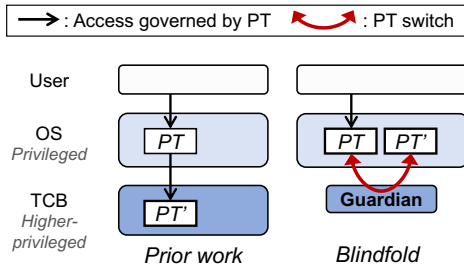 : Access governed by PT
: PT switch
User
OS
Privileged
PT
PT
PT'
TCB
Higher-
privileged
PT'
Guardian
Prior work
Blindfold